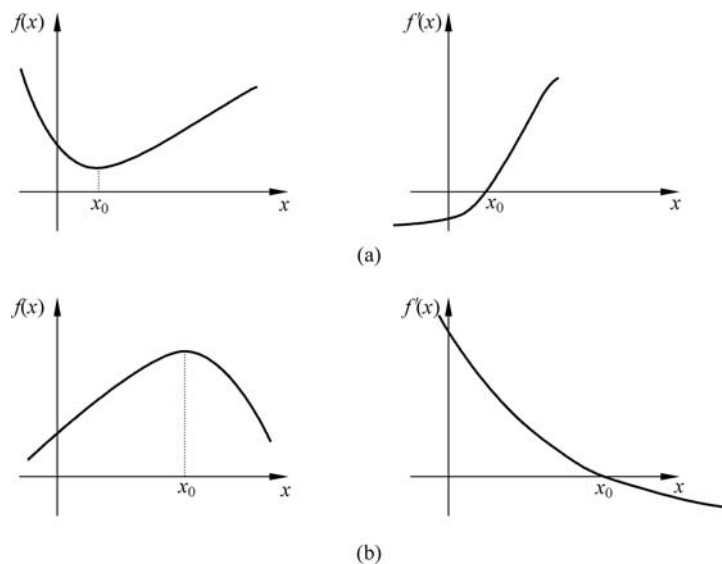 f(x) f′(x)
x₀ x x₀ x
(a)
f(x) f′(x)
x₀ x x₀ x
(b)